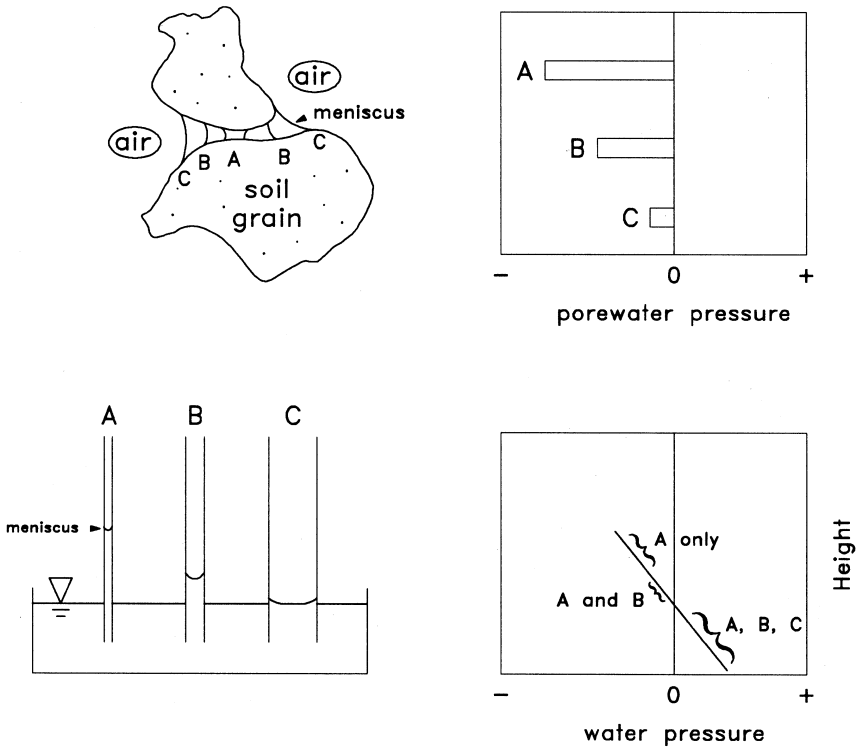 air
air
meniscus
C
B
A
B
C
soil
grain
A
B
C
−
0
+
porewater pressure
A
B
C
meniscus
A only
A and B
A, B, C
Height
−
0
+
water pressure